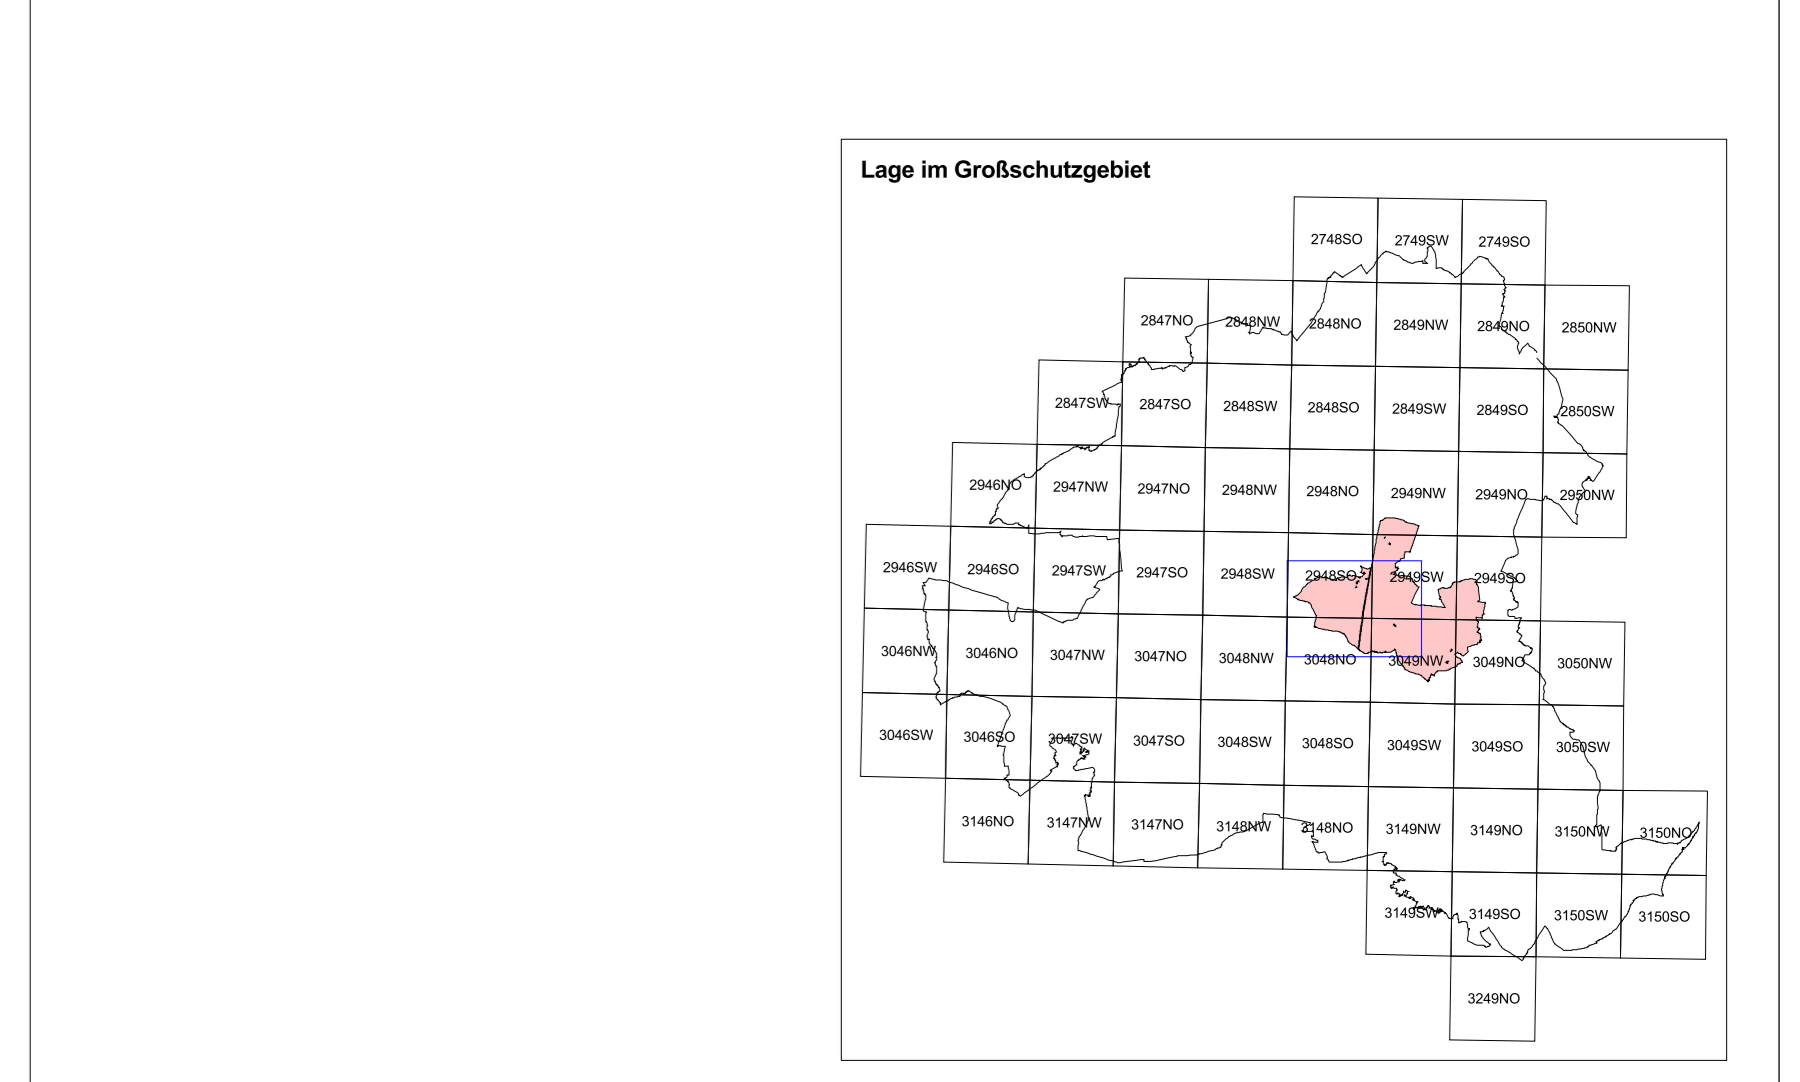 Lage im Großschutzgebiet
2748SO 2749SW 2749SO
2847NO 2848NW 2848NO 2849NW 2849NO 2850NW
2847SW 2847SO 2848SW 2848SO 2849SW 2849SO 2850SW
2946NO 2947NW 2947NO 2948NW 2948NO 2949NW 2949NO 2950NW
2946SW 2946SO 2947SW 2947SO 2948SW 2948SO 2949SW 2949SO
3046NW 3046NO 3047NW 3047NO 3048NW 3048NO 3049NW 3049NO 3050NW
3046SW 3046SO 3047SW 3047SO 3048SW 3048SO 3049SW 3049SO 3050SW
3146NO 3147NW 3147NO 3148NW 3148NO 3149NW 3149NO 3150NW 3150NO
3149SW 3149SO 3150SW 3150SO
3249NO